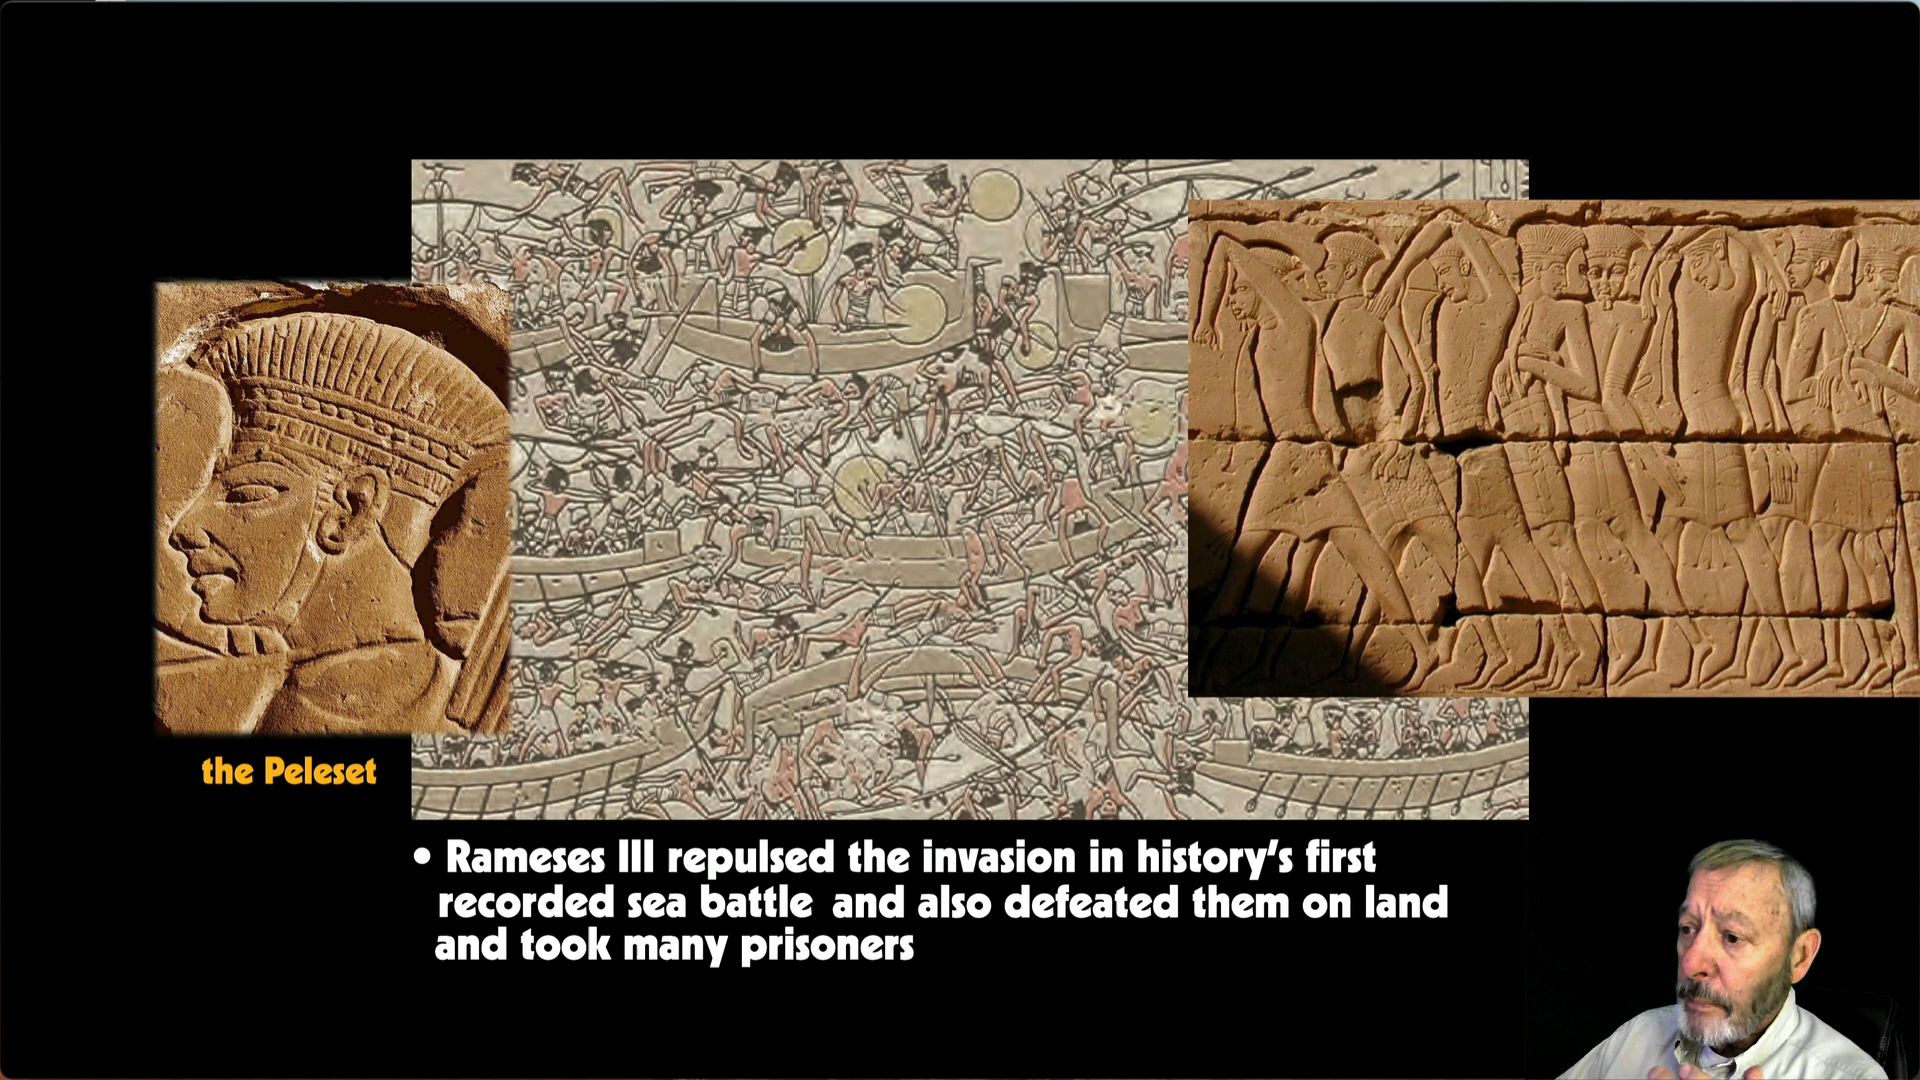 the Peleset
• Rameses III repulsed the invasion in history's first
recorded sea battle and also defeated them on land
and took many prisoners